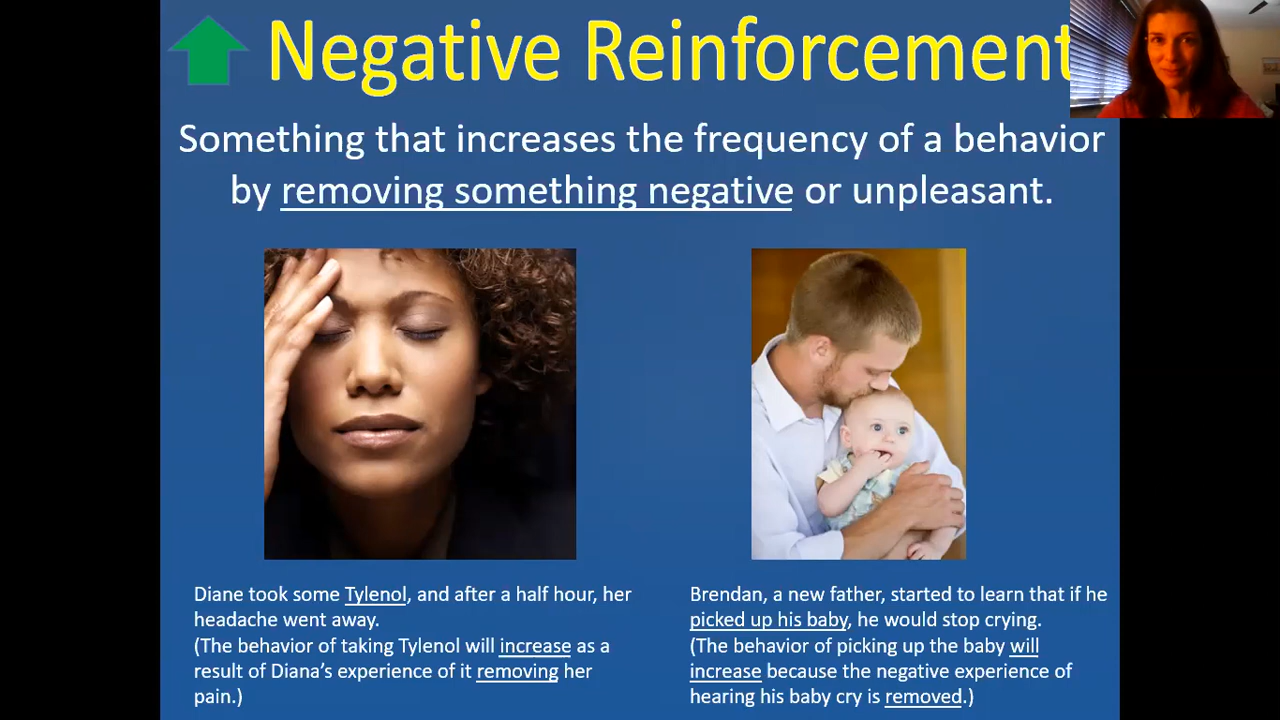 Negative Reinforcement
Something that increases the frequency of a behavior
by removing something negative or unpleasant.
Diane took some Tylenol, and after a half hour, her
headache went away.
(The behavior of taking Tylenol will increase as a
result of Diana's experience of it removing her
pain.)
Brendan, a new father, started to learn that if he
picked up his baby, he would stop crying.
(The behavior of picking up the baby will
increase because the negative experience of
hearing his baby cry is removed.)